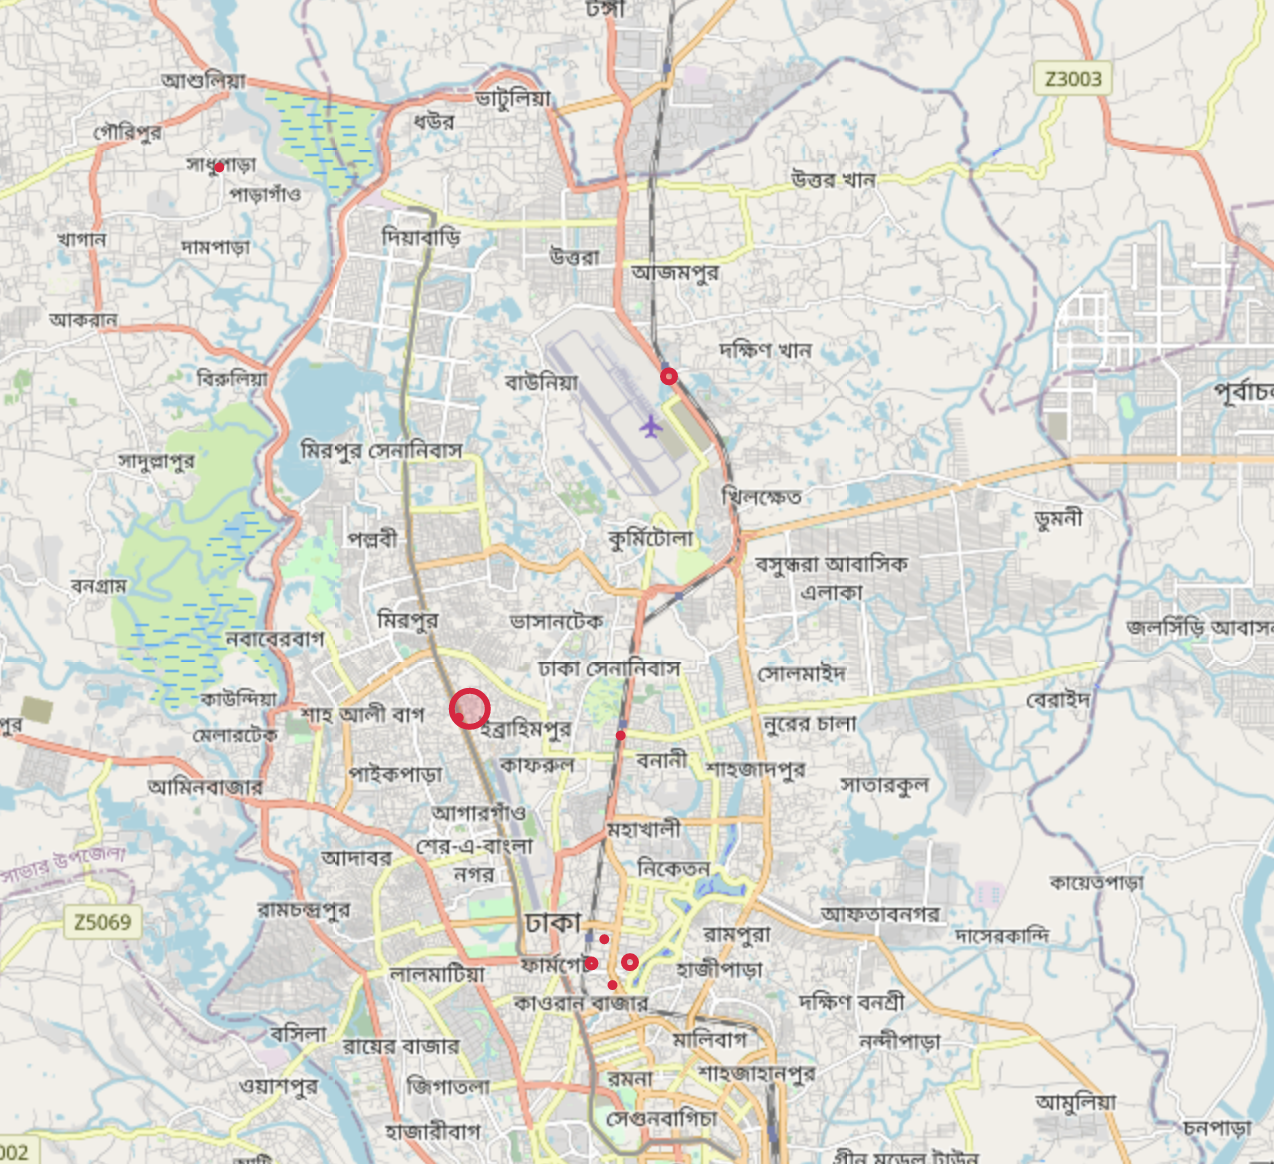 টঙ্গী
আশুলিয়া
Z3003
ভাটুলিয়া
ধউর
গৌরিপুর
সাধুপাড়া
পাড়াগাঁও
উত্তর খান
খাগান
দামপাড়া
দিয়াবাড়ি
উত্তরা
আজমপুর
আকরান
দক্ষিণ খান
বিরুলিয়া
বাউনিয়া
মিরপুর সেনানিবাস
সাদুল্লাপুর
খিলক্ষেত
ডুমনী
পল্লবী
কুর্মিটোলা
বসুন্ধরা আবাসিক
এলাকা
বনগ্রাম
মিরপুর
ভাসানটেক
নবাবেরবাগ
ঢাকা সেনানিবাস
সোলমাইদ
বেরাইদ
কাউন্দিয়া
শাহ আলী বাগ
ইব্রাহিমপুর
নুরের চালা
মেলারটেক
কাফরুল
বনানী
শাহজাদপুর
পাইকপাড়া
আমিনবাজার
সাতারকুল
আগারগাঁও
মহাখালী
শের-এ-বাংলা
নগর
আদাবর
নিকেতন
সাভার উপজেলা
কায়েতপাড়া
রামচন্দ্রপুর
Z5069
ঢাকা
আফতাবনগর
রামপুরা
দাসেরকান্দি
ফার্মগেট
লালমাটিয়া
হাজীপাড়া
কাওরান বাজার
দক্ষিণ বনশ্রী
বসিলা
রায়ের বাজার
মালিবাগ
নন্দীপাড়া
ওয়াশপুর
জিগাতলা
রমনা
শাহজাহানপুর
আমুলিয়া
সেগুনবাগিচা
হাজারীবাগ
চনপাড়া
002
গ্রীন মডেল টাউন